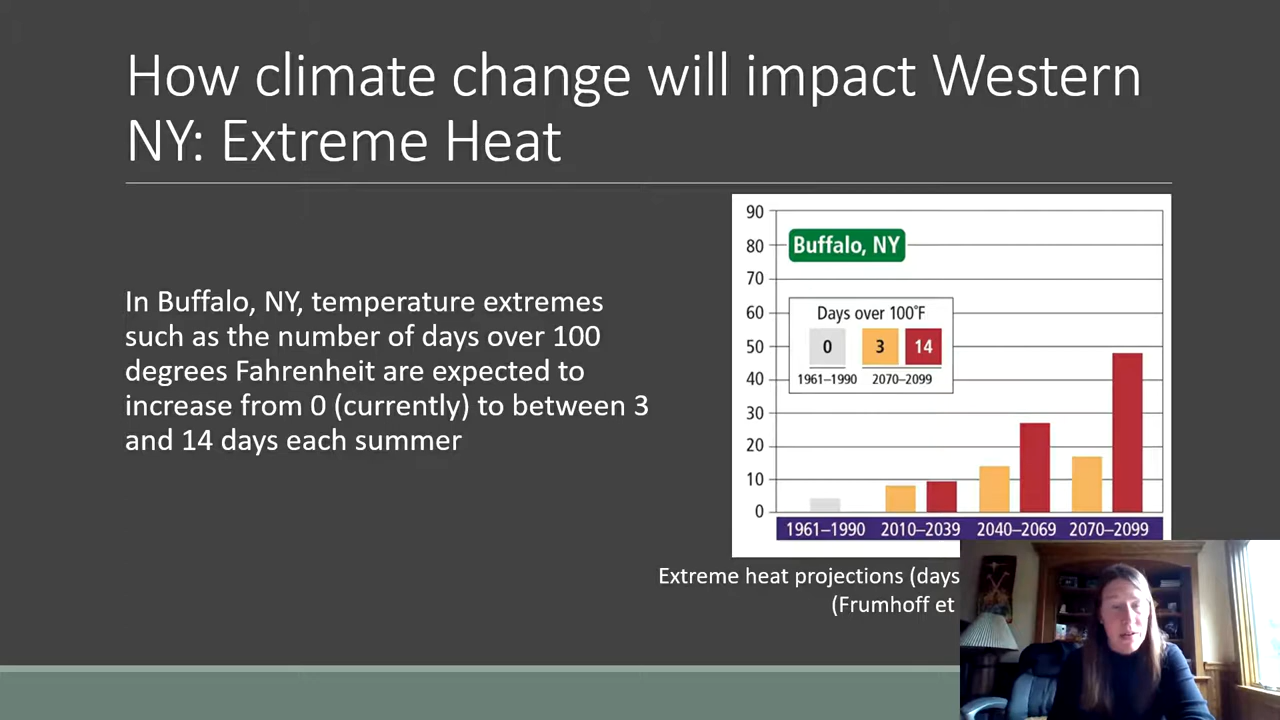 How climate change will impact Western
NY: Extreme Heat
In Buffalo, NY, temperature extremes
such as the number of days over 100
degrees Fahrenheit are expected to
increase from 0 (currently) to between 3
and 14 days each summer
90
80
70
60
50
40
30
20
10
0
Buffalo, NY
Days over 100°F
0 3 14
1961–1990 2070–2099
1961–1990 2010–2039 2040–2069 2070–2099
Extreme heat projections (days
(Frumhoff et